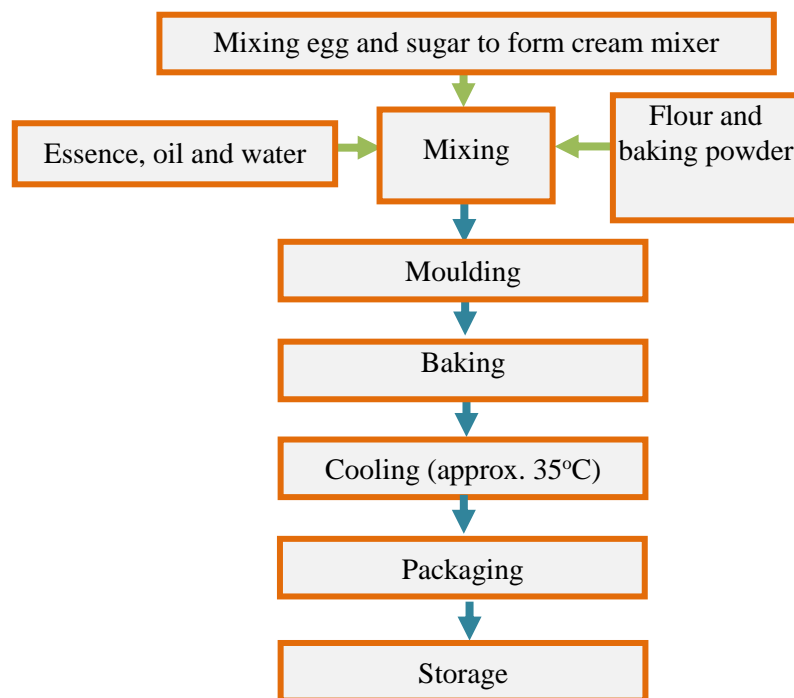 Mixing egg and sugar to form cream mixer
Essence, oil and water
Mixing
Flour and
baking powder
Moulding
Baking
Cooling (approx. 35ᵒC)
Packaging
Storage